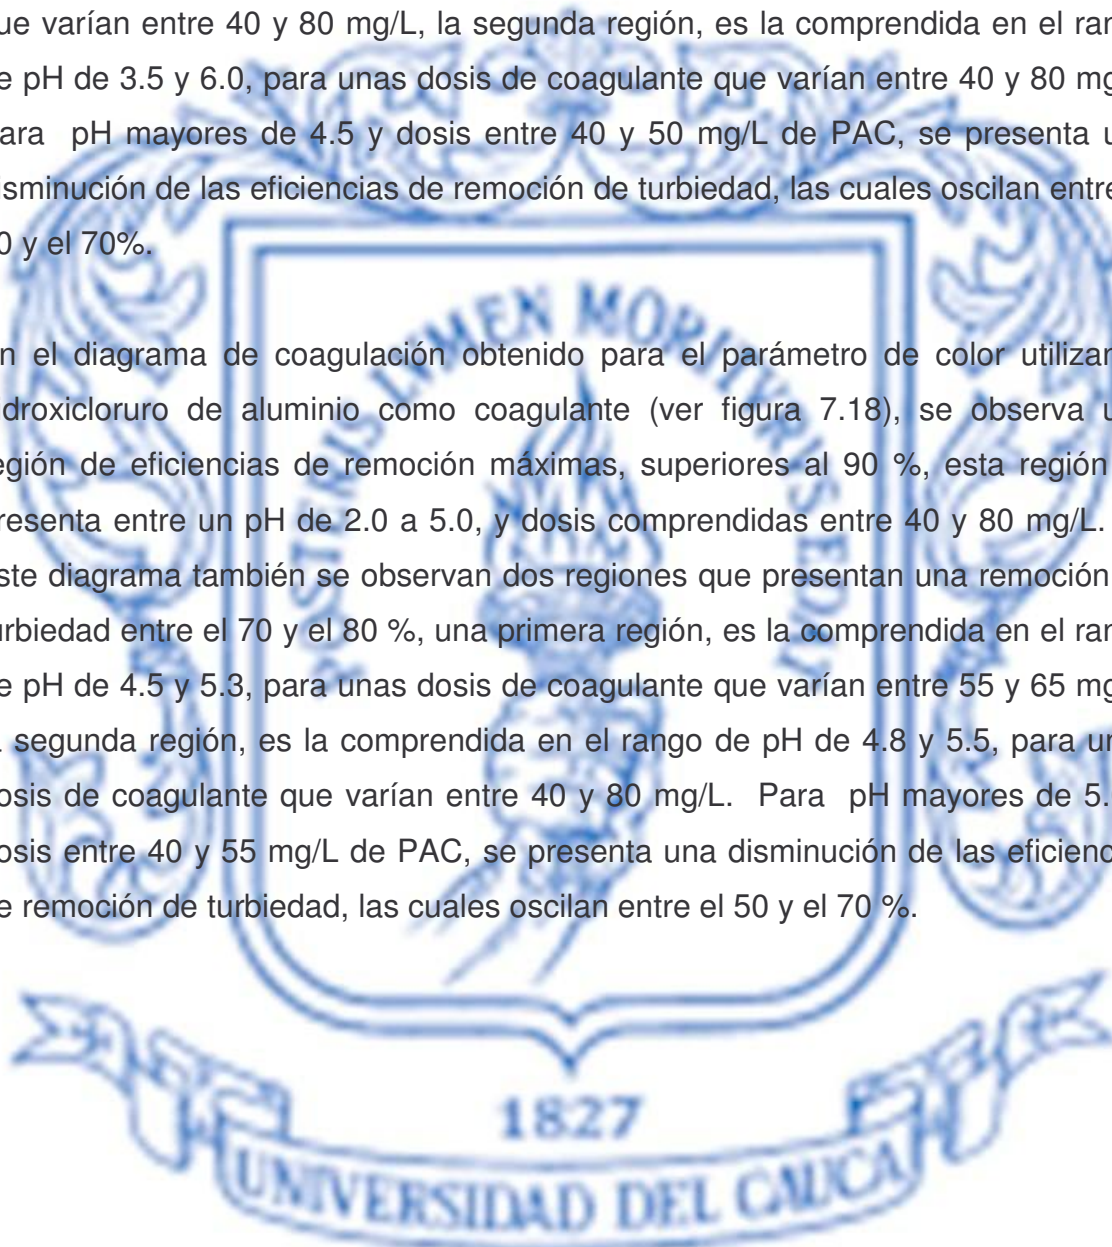 ue varían entre 40 y 80 mg/L, la segunda región, es la comprendida en el ran
e pH de 3.5 y 6.0, para unas dosis de coagulante que varían entre 40 y 80 mg
ara pH mayores de 4.5 y dosis entre 40 y 50 mg/L de PAC, se presenta u
isminución de las eficiencias de remoción de turbiedad, las cuales oscilan entre
0 y el 70%.
n el diagrama de coagulación obtenido para el parámetro de color utilizan
idroxicloruro de aluminio como coagulante (ver figura 7.18), se observa u
egión de eficiencias de remoción máximas, superiores al 90 %, esta región
resenta entre un pH de 2.0 a 5.0, y dosis comprendidas entre 40 y 80 mg/L.
ste diagrama también se observan dos regiones que presentan una remoción
urbiedad entre el 70 y el 80 %, una primera región, es la comprendida en el ran
e pH de 4.5 y 5.3, para unas dosis de coagulante que varían entre 55 y 65 mg
a segunda región, es la comprendida en el rango de pH de 4.8 y 5.5, para un
osis de coagulante que varían entre 40 y 80 mg/L. Para pH mayores de 5.
osis entre 40 y 55 mg/L de PAC, se presenta una disminución de las eficienc
e remoción de turbiedad, las cuales oscilan entre el 50 y el 70 %.
POSTERIS LVMEN MORITVRIS EDAT
1827
UNIVERSIDAD DEL CAUCA